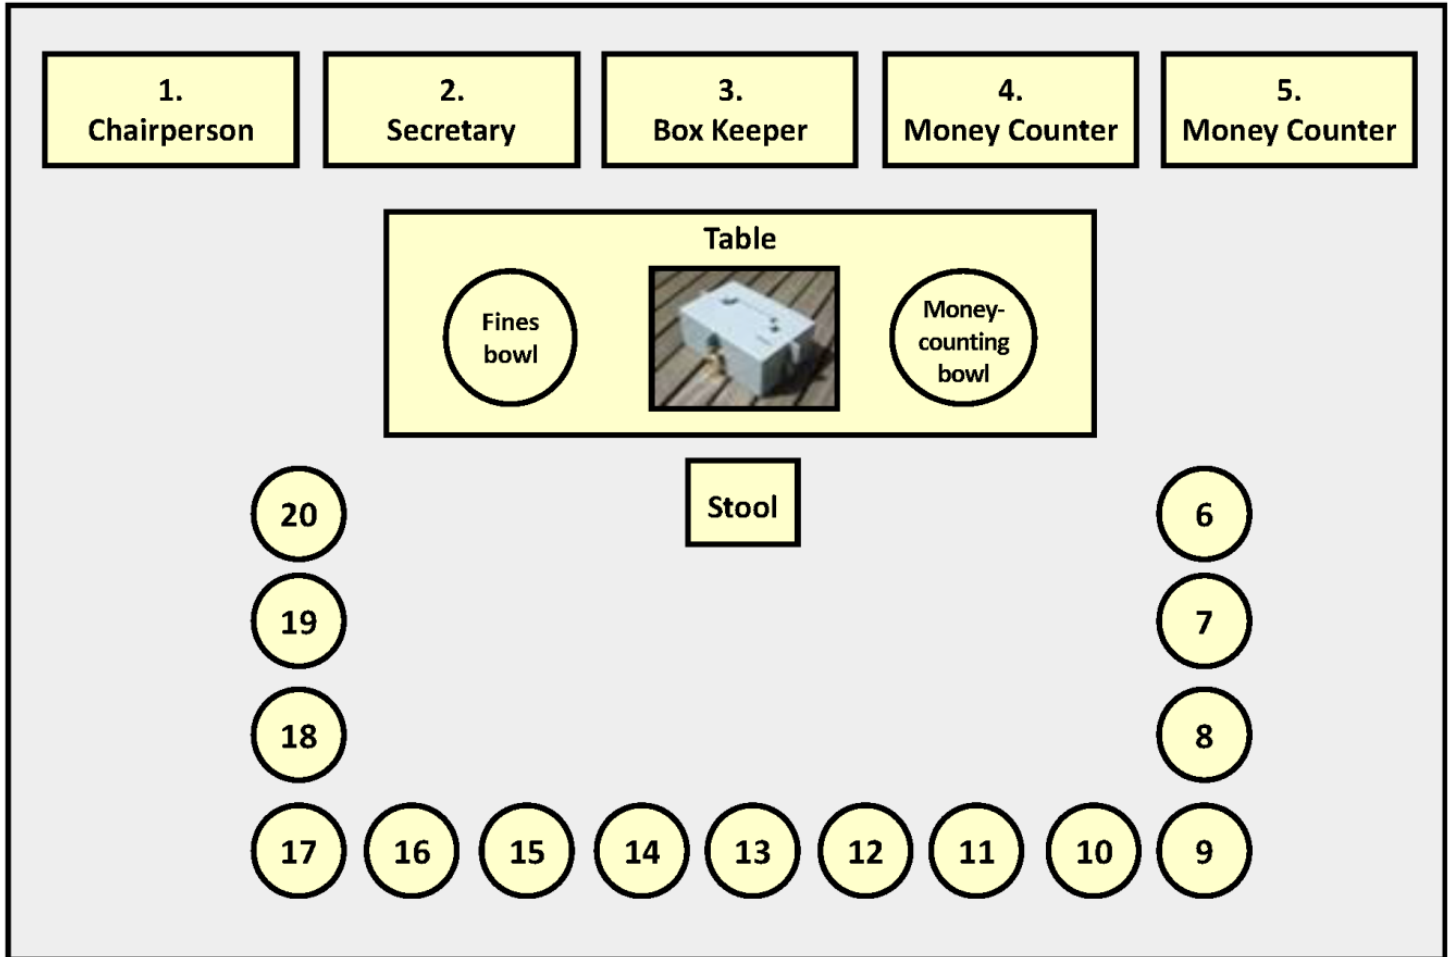 1.
Chairperson
2.
Secretary
3.
Box Keeper
4.
Money Counter
5.
Money Counter
Table
Fines
bowl
Money-
counting
bowl
Stool
20
6
19
7
18
8
17
16
15
14
13
12
11
10
9